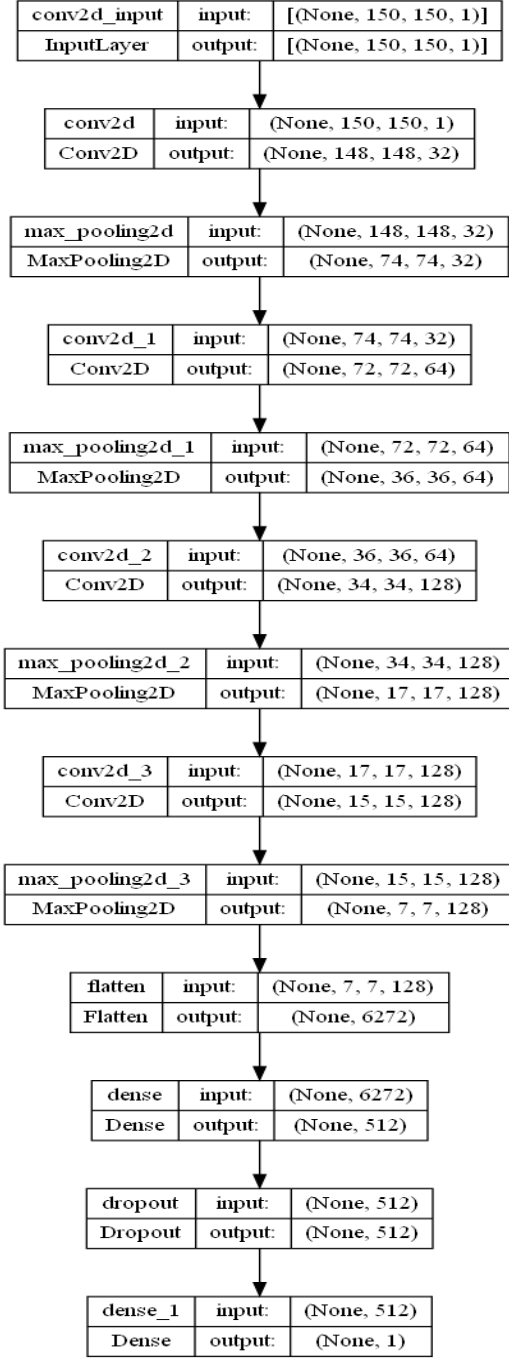 conv2d_input input: [(None, 150, 150, 1)]
InputLayer output: [(None, 150, 150, 1)]
conv2d input: (None, 150, 150, 1)
Conv2D output: (None, 148, 148, 32)
max_pooling2d input: (None, 148, 148, 32)
MaxPooling2D output: (None, 74, 74, 32)
conv2d_1 input: (None, 74, 74, 32)
Conv2D output: (None, 72, 72, 64)
max_pooling2d_1 input: (None, 72, 72, 64)
MaxPooling2D output: (None, 36, 36, 64)
conv2d_2 input: (None, 36, 36, 64)
Conv2D output: (None, 34, 34, 128)
max_pooling2d_2 input: (None, 34, 34, 128)
MaxPooling2D output: (None, 17, 17, 128)
conv2d_3 input: (None, 17, 17, 128)
Conv2D output: (None, 15, 15, 128)
max_pooling2d_3 input: (None, 15, 15, 128)
MaxPooling2D output: (None, 7, 7, 128)
flatten input: (None, 7, 7, 128)
Flatten output: (None, 6272)
dense input: (None, 6272)
Dense output: (None, 512)
dropout input: (None, 512)
Dropout output: (None, 512)
dense_1 input: (None, 512)
Dense output: (None, 1)